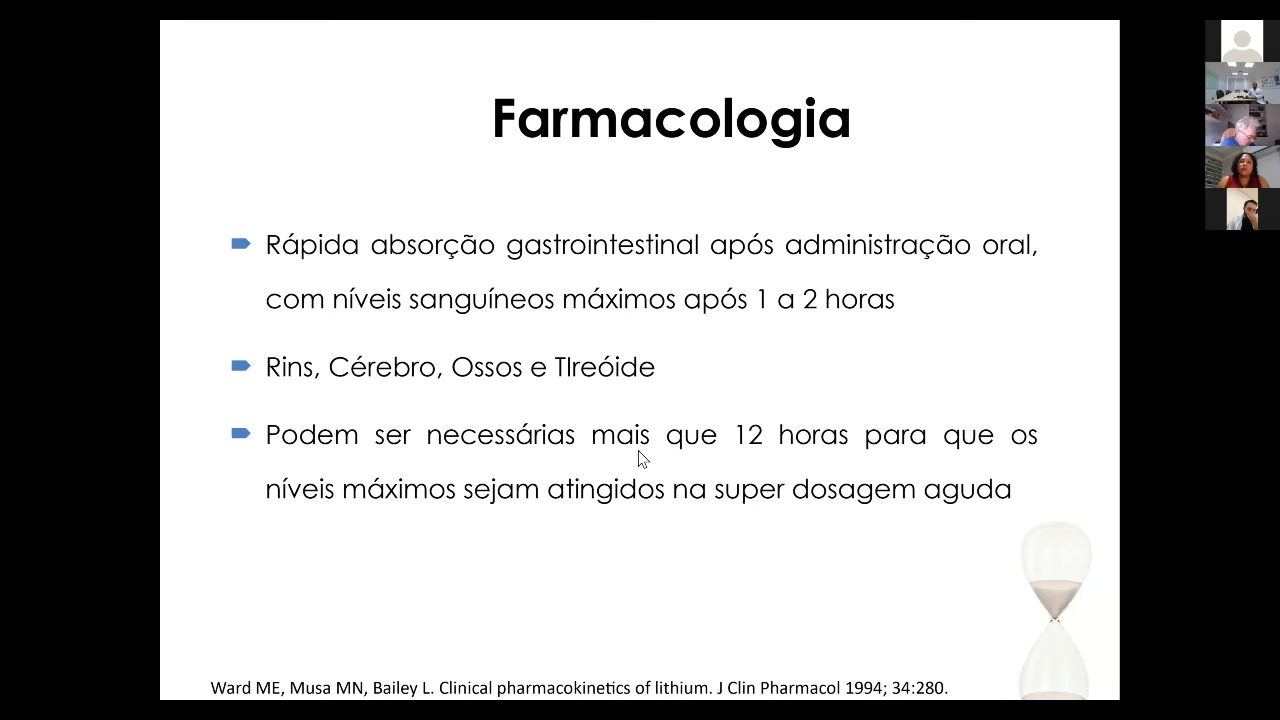 Farmacologia
Rápida absorção gastrointestinal após administração oral,
com níveis sanguíneos máximos após 1 a 2 horas
Rins, Cérebro, Ossos e TIreóide
Podem ser necessárias mais que 12 horas para que os
níveis máximos sejam atingidos na super dosagem aguda
Ward ME, Musa MN, Bailey L. Clinical pharmacokinetics of lithium. J Clin Pharmacol 1994; 34:280.